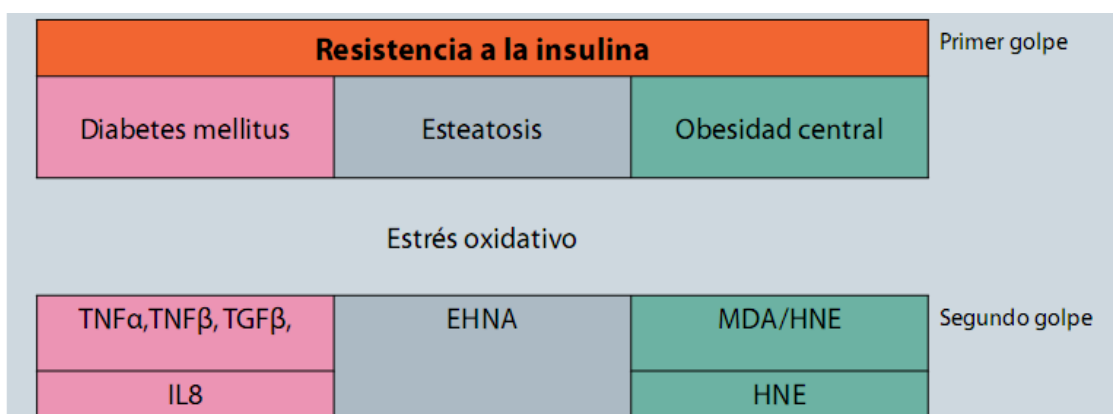 Resistencia a la insulina
Primer golpe
Diabetes mellitus
Esteatosis
Obesidad central
Estrés oxidativo
TNFα,TNFβ, TGFβ,
EHNA
MDA/HNE
Segundo golpe
IL8
HNE